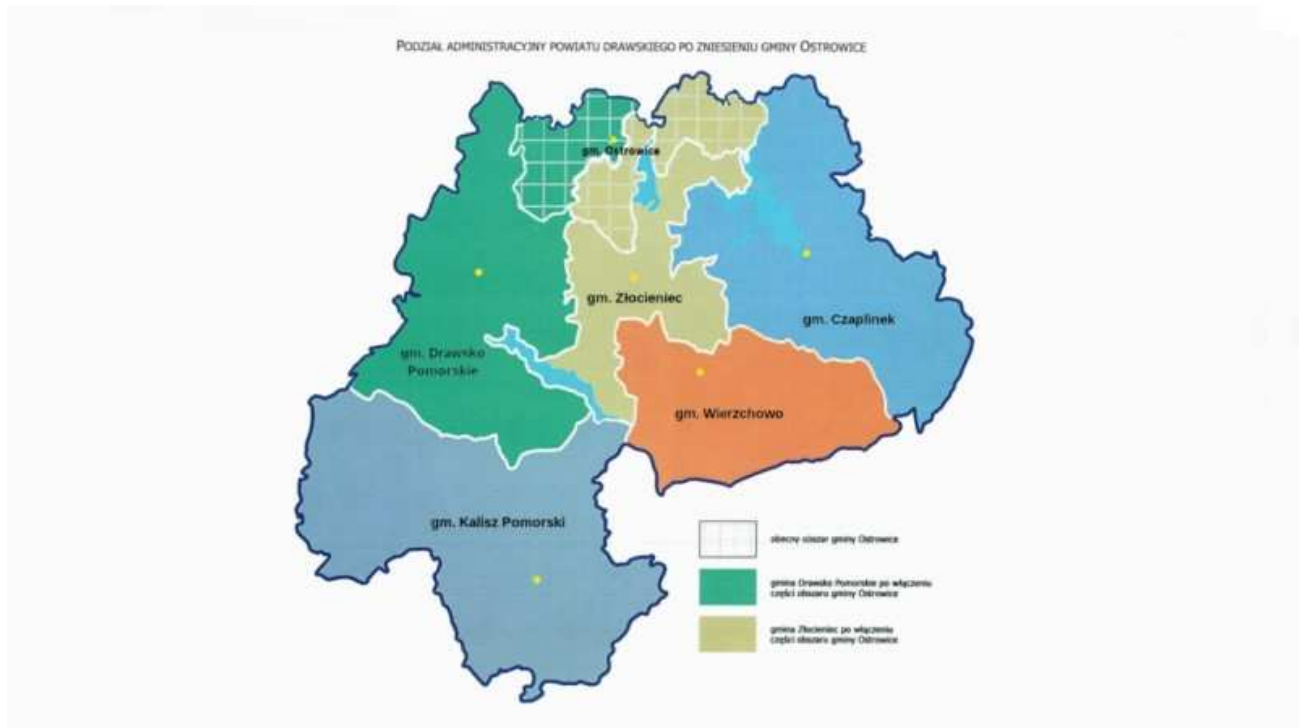 PODZIAŁ ADMINISTRACYJNY POWIATU DRAWSKIEGO PO ZNIESIENIU GMINY OSTROWICE
gm. Ostrowice
gm. Złocieniec
gm. Czaplinek
gm. Drawsko
Pomorskie
gm. Wierzchowo
gm. Kalisz Pomorski
obecny obszar gminy Ostrowice
gmina Drawsko Pomorskie po włączeniu
części obszaru gminy Ostrowice
gmina Złocieniec po włączeniu
części obszaru gminy Ostrowice